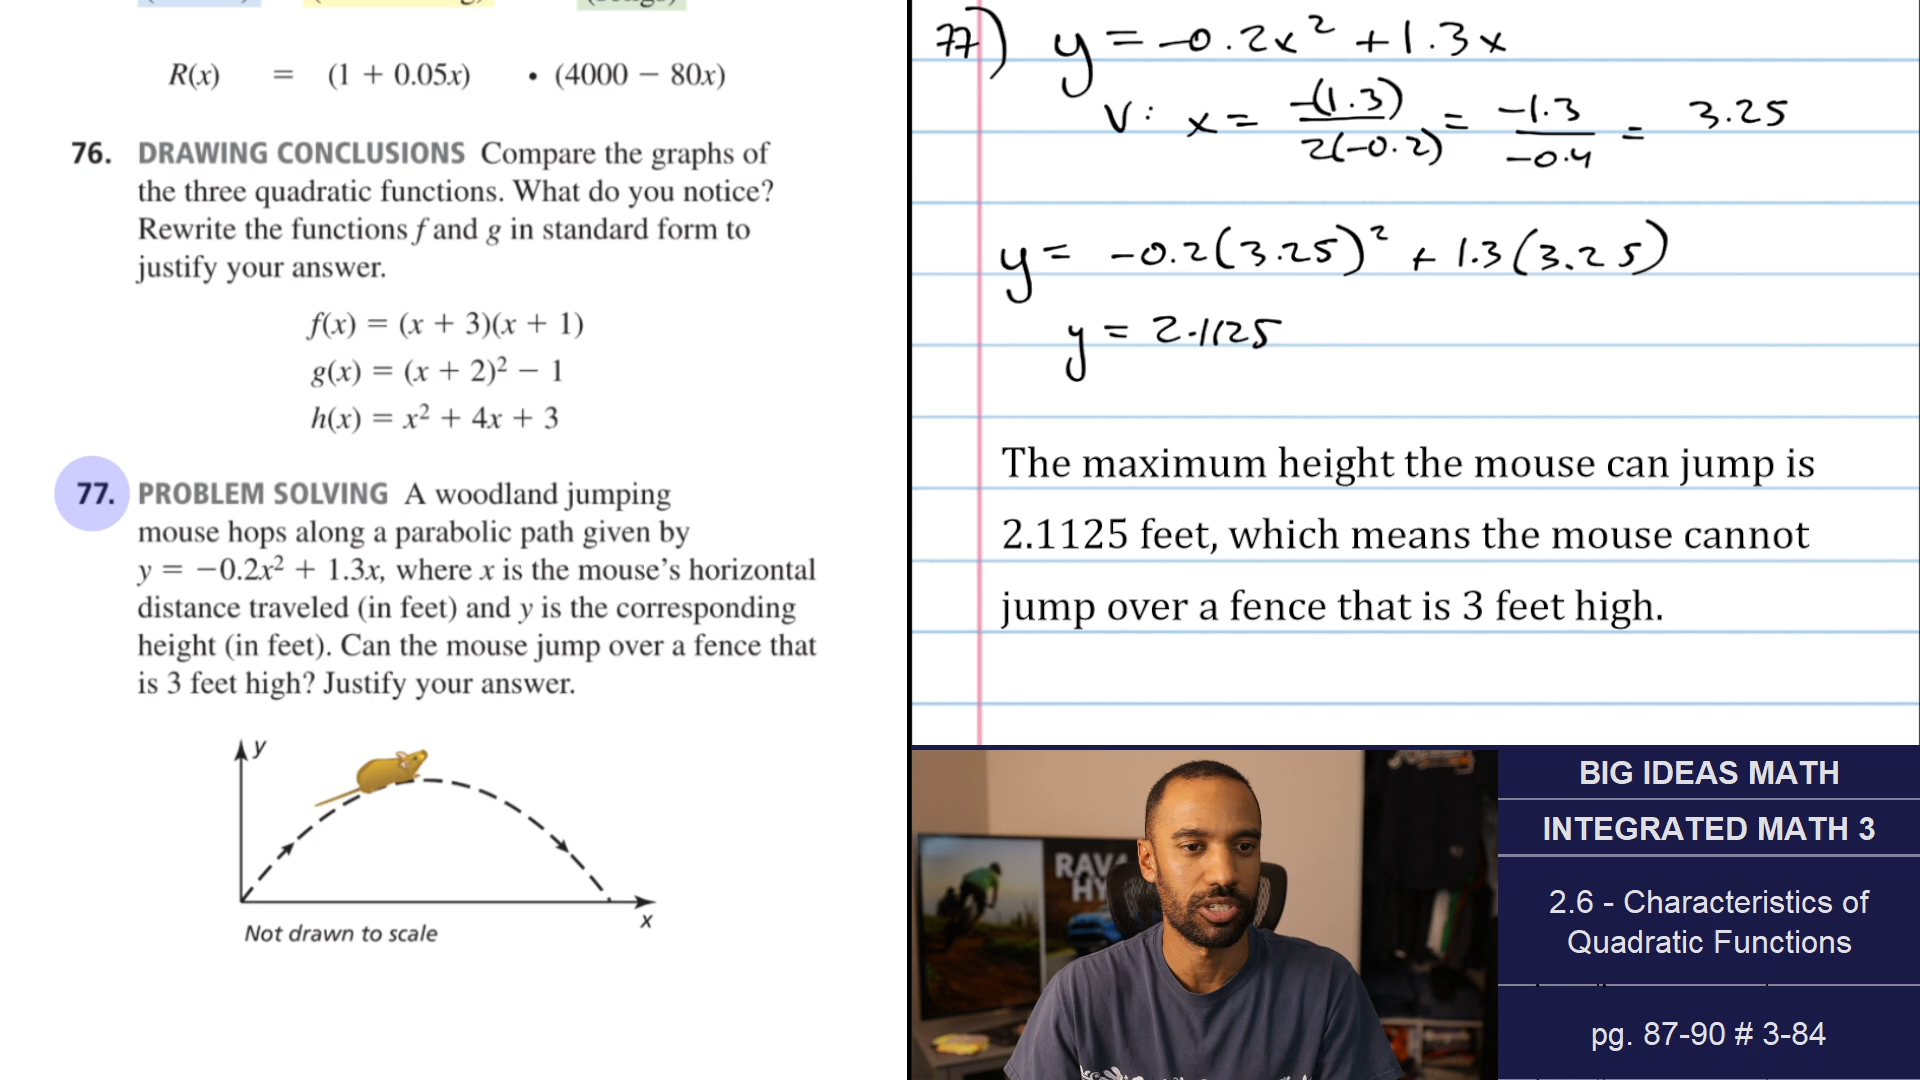 R(x) = (1 + 0.05x) • (4000 − 80x)
76. DRAWING CONCLUSIONS Compare the graphs of
the three quadratic functions. What do you notice?
Rewrite the functions f and g in standard form to
justify your answer.
f(x) = (x + 3)(x + 1)
g(x) = (x + 2)² − 1
h(x) = x² + 4x + 3
77. PROBLEM SOLVING A woodland jumping
mouse hops along a parabolic path given by
y = −0.2x² + 1.3x, where x is the mouse’s horizontal
distance traveled (in feet) and y is the corresponding
height (in feet). Can the mouse jump over a fence that
is 3 feet high? Justify your answer.
y
x
Not drawn to scale
77) y = -0.2x² + 1.3x
V: x = -(1.3)/2(-0.2) = -1.3/-0.4 = 3.25
y = -0.2(3.25)² + 1.3(3.25)
y = 2.1125
The maximum height the mouse can jump is
2.1125 feet, which means the mouse cannot
jump over a fence that is 3 feet high.
BIG IDEAS MATH
INTEGRATED MATH 3
2.6 - Characteristics of
Quadratic Functions
pg. 87-90 # 3-84